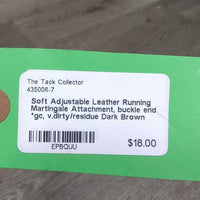 The Tack Collector
435006-7
Soft Adjustable Leather Running
Martingale Attachment, buckle end
*gc, v.dirty/residue Dark Brown
EPBQUU
$18.00